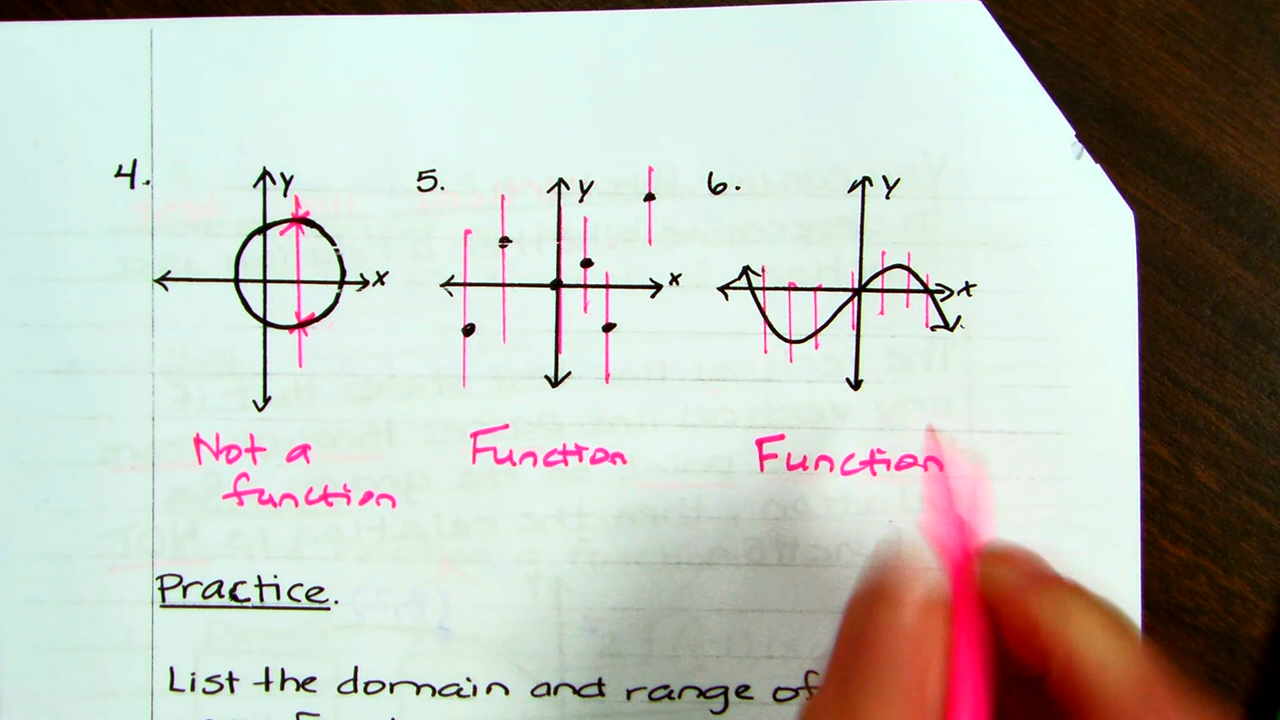 4. 5. 6.
y y y
x x x
Not a function
Function
Function
Practice.
List the domain and range of